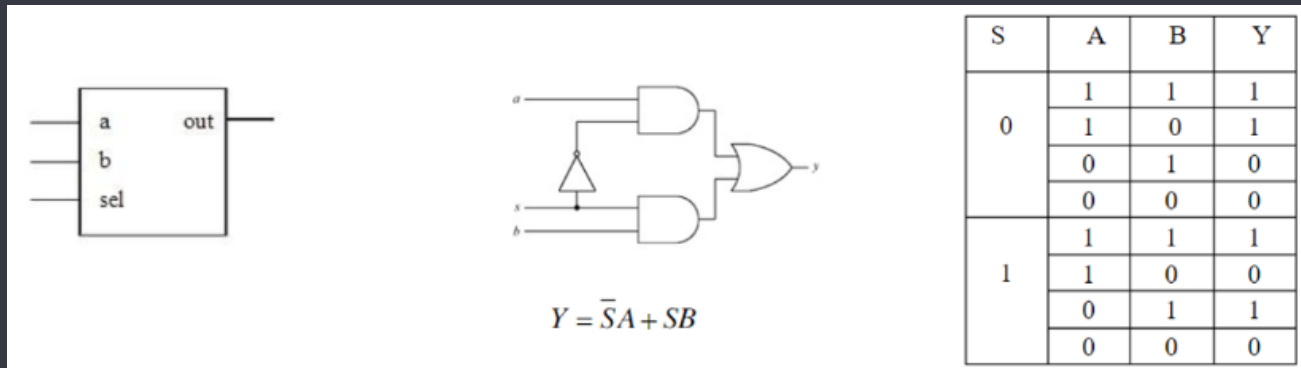 a out
b
sel
a
s
b
y
Y = S̅A + SB
S A B Y
0
1 1 1
1 0 1
0 1 0
0 0 0
1
1 1 1
1 0 0
0 1 1
0 0 0